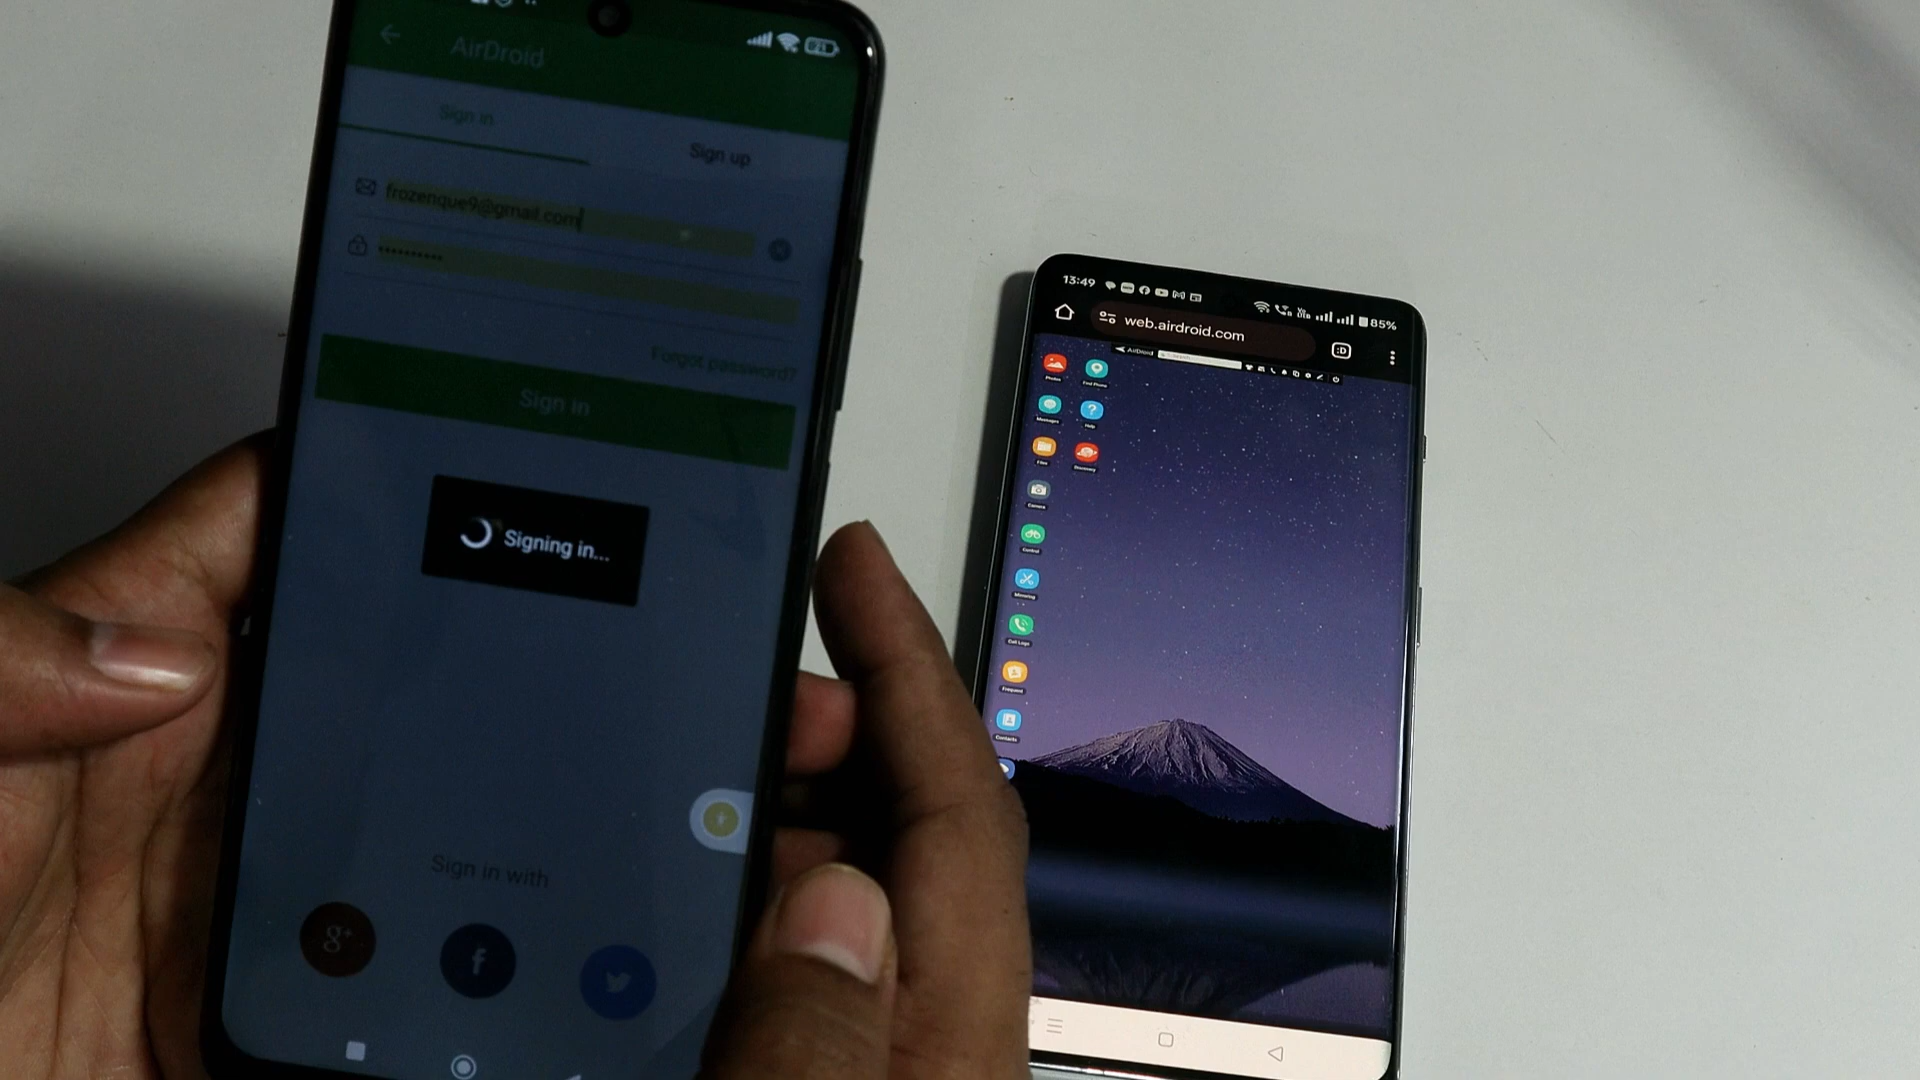 AirDroid
Sign in
Sign up
frozenque9@gmail.com
Forgot password?
Sign in
Signing in...
Sign in with
g+
f
13:49
85%
web.airdroid.com
:D
AirDroid
Photos
Find Phone
Messages
Help
Files
Discovery
Camera
Control
Mirroring
Call Logs
Frequent
Contacts